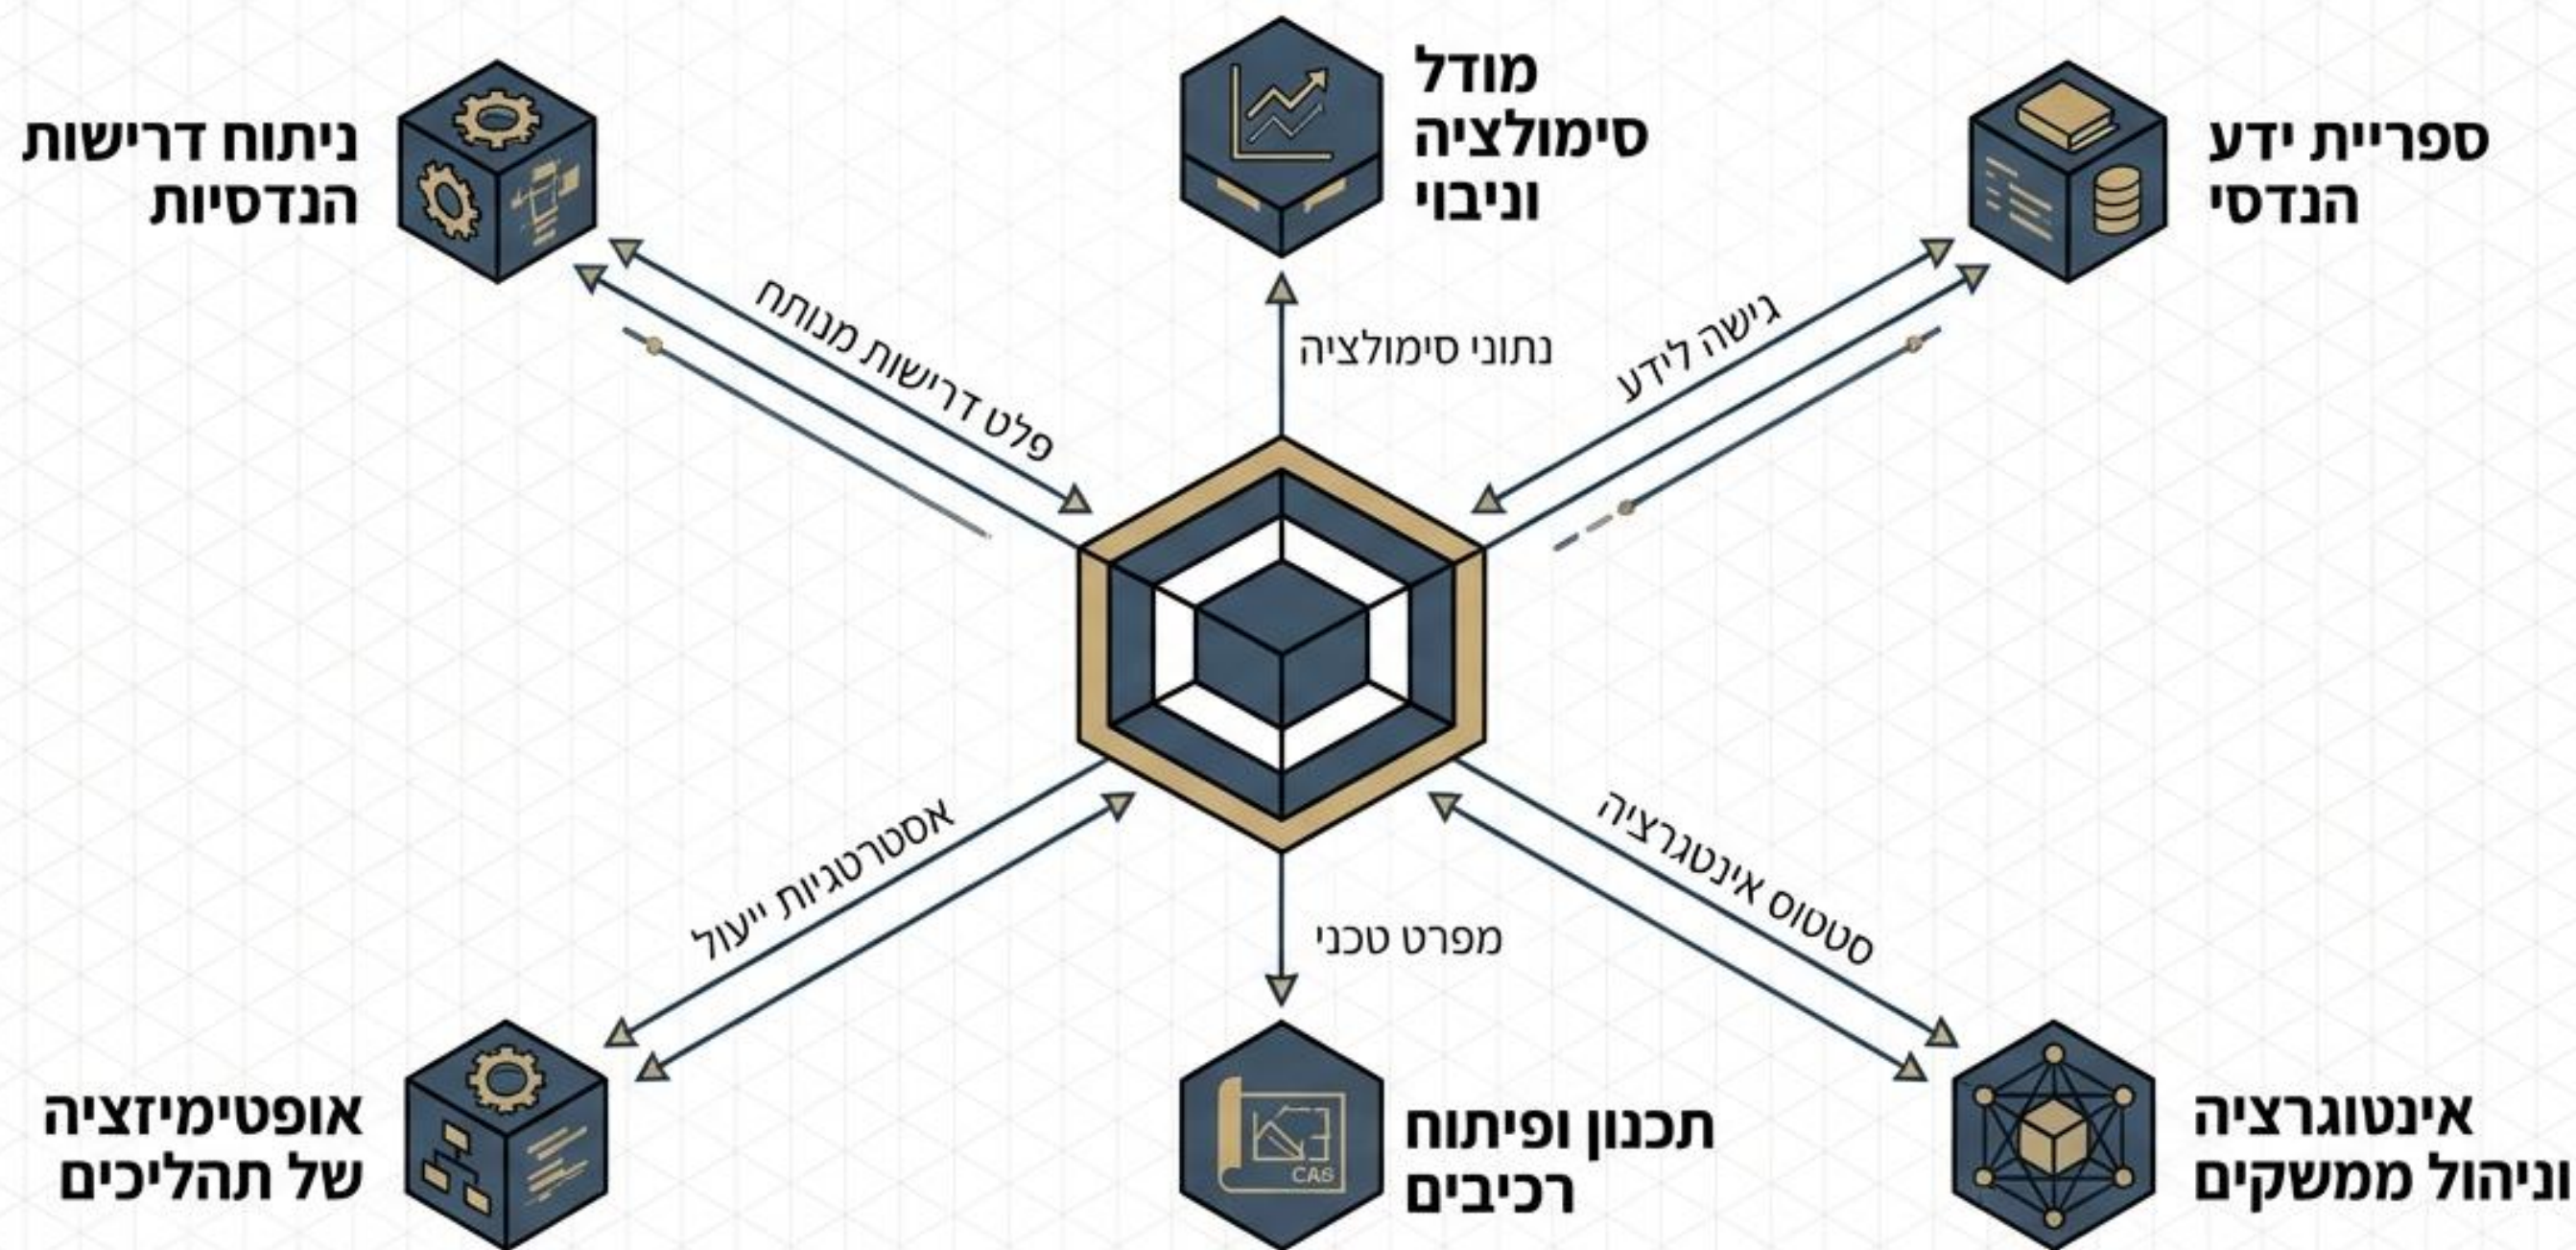 מודל
סימולציה
וניבוי
ספריית ידע
הנדסי
ניתוח דרישות
הנדסיות
גישה לידע
נתוני סימולציה
פלט דרישות מנותח
סטטוס אינטגרציה
מפרט טכני
אסטרטגיות ייעול
אינטוגרציה
וניהול ממשקים
תכנון ופיתוח
רכיבים
CAS
אופטימיזציה
של תהליכים